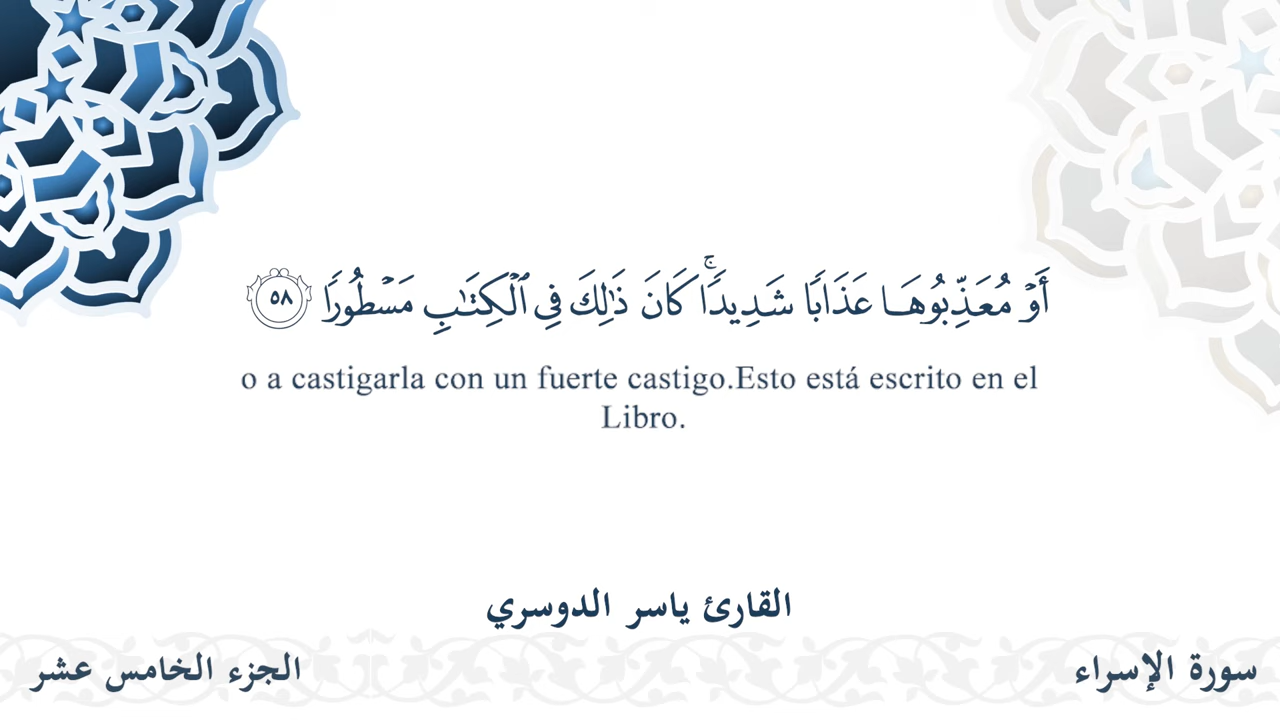 أَوْ مُعَذِّبُوهَا عَذَابًا شَدِيدًاۚ كَانَ ذَٰلِكَ فِي ٱلْكِتَـٰبِ مَسْطُورًا ٥٨
o a castigarla con un fuerte castigo.Esto está escrito en el
Libro.
القارئ ياسر الدوسري
سورة الإسراء
الجزء الخامس عشر